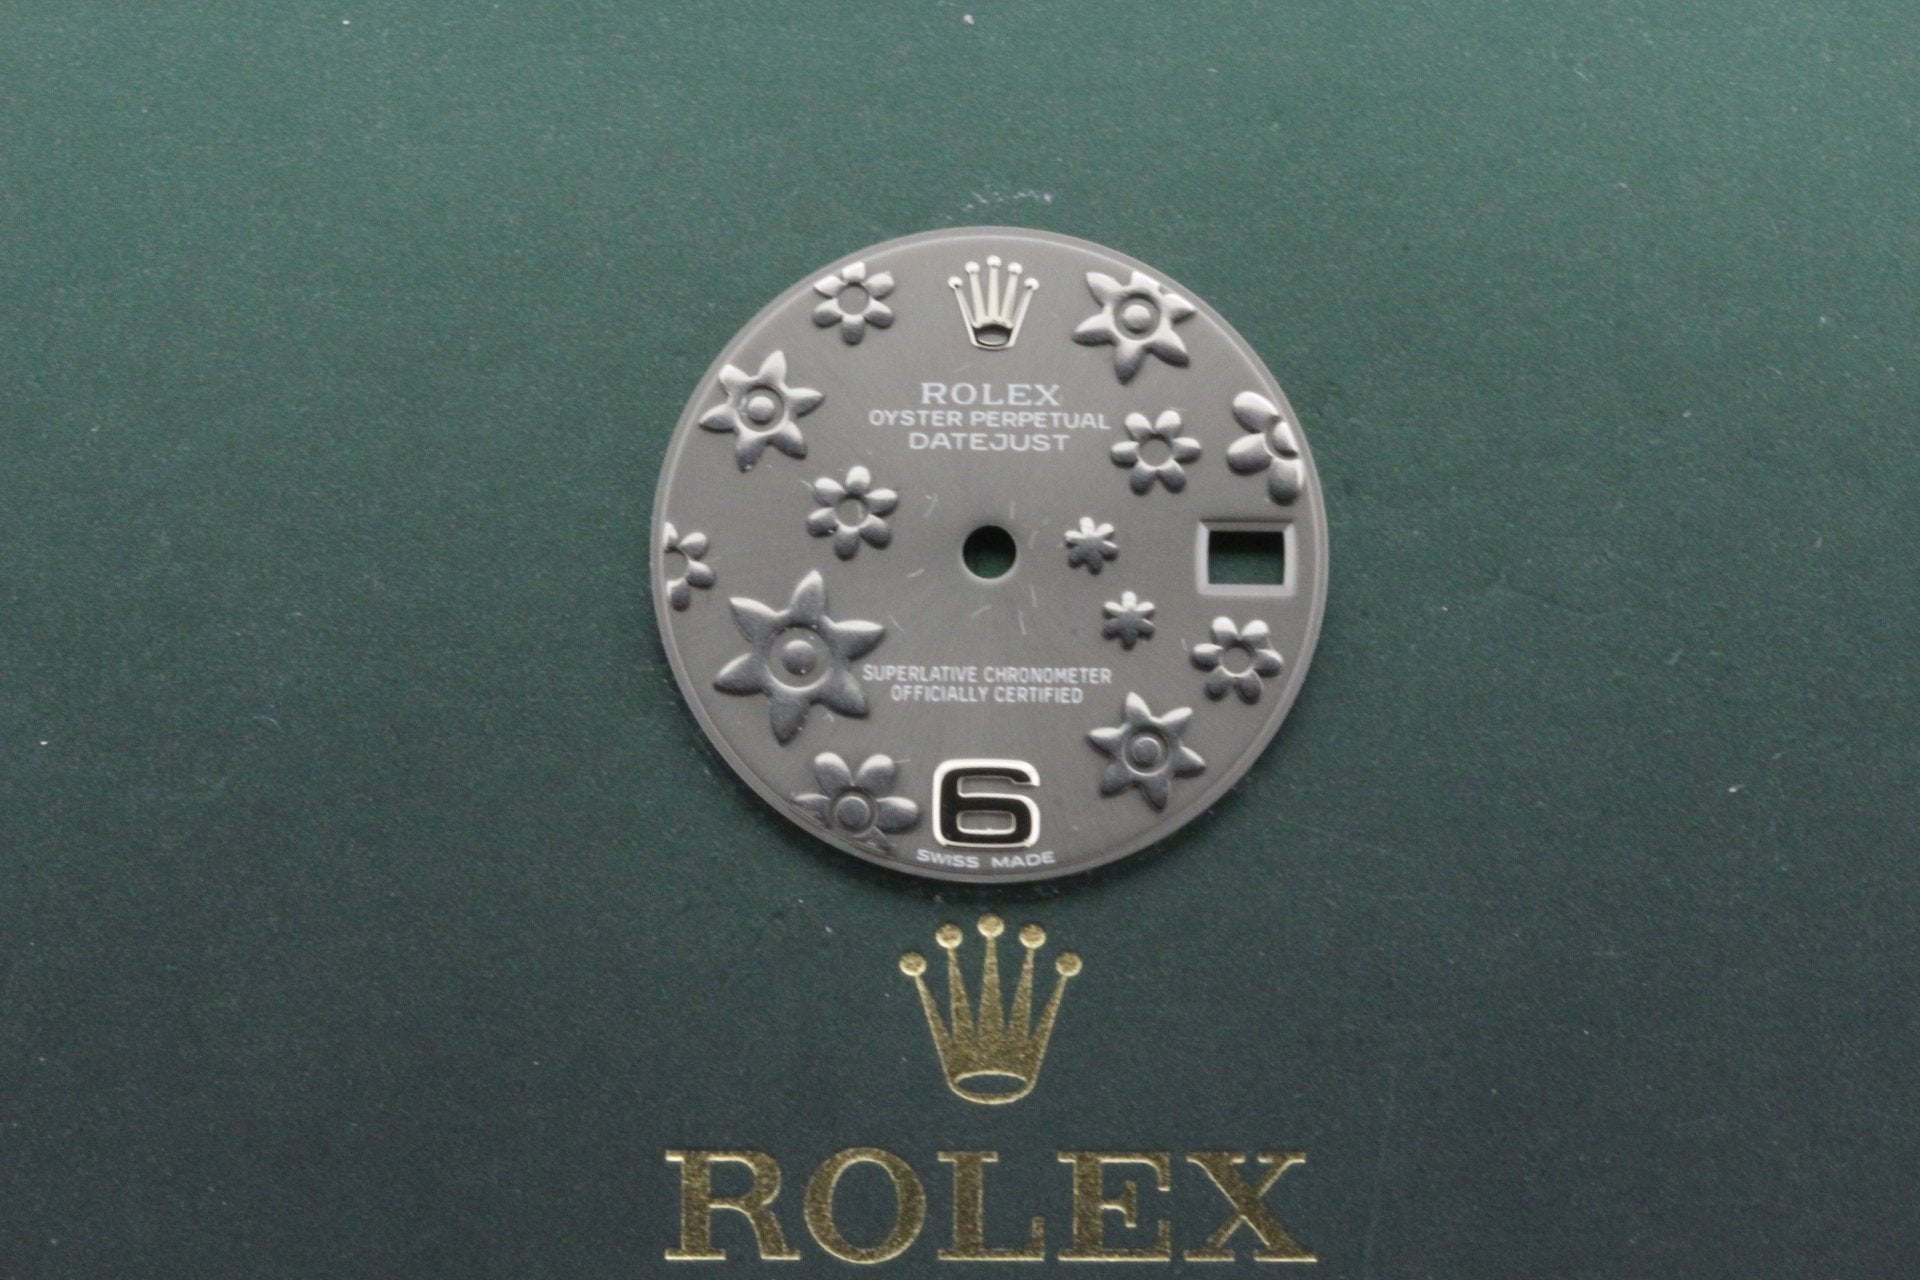 ROLEX
OYSTER PERPETUAL
DATEJUST
SUPERLATIVE CHRONOMETER
OFFICIALLY CERTIFIED
6
SWISS MADE
ROLEX